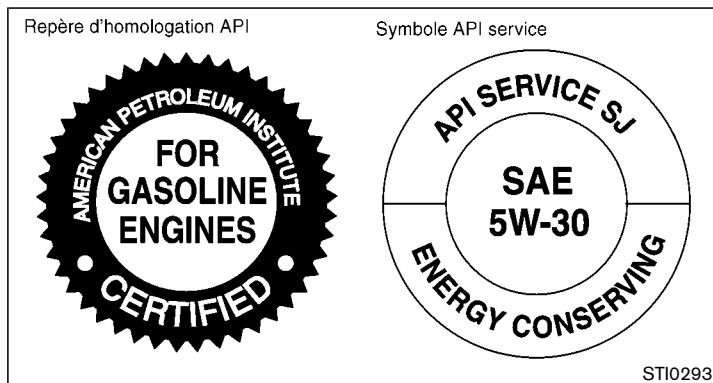 Repère d'homologation API
AMERICAN PETROLEUM INSTITUTE
FOR
GASOLINE
ENGINES
CERTIFIED
Symbole API service
API SERVICE SJ
SAE
5W-30
ENERGY CONSERVING
STI0293